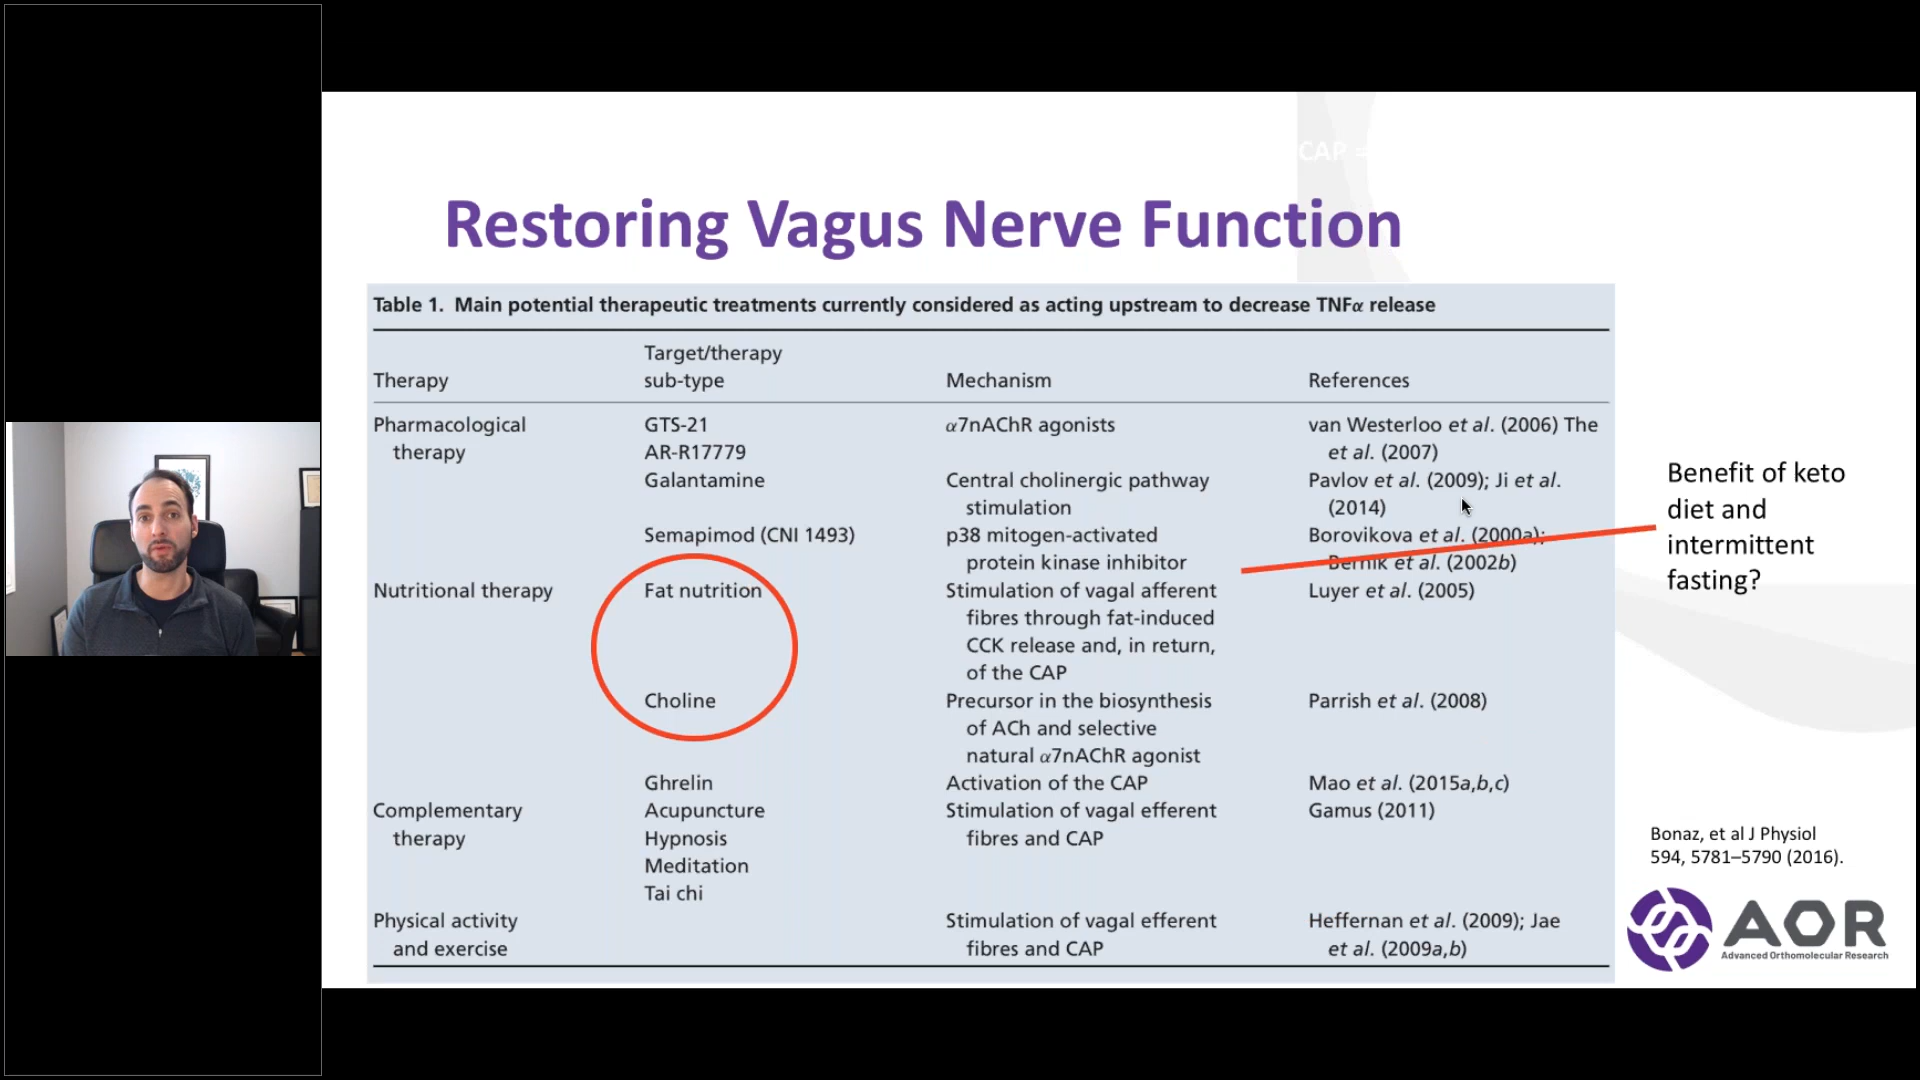 CAP =
Restoring Vagus Nerve Function
Table 1. Main potential therapeutic treatments currently considered as acting upstream to decrease TNFα release
Target/therapy
Therapy sub-type Mechanism References
Pharmacological GTS-21 α7nAChR agonists van Westerloo et al. (2006) The
therapy AR-R17779 et al. (2007)
Galantamine Central cholinergic pathway Pavlov et al. (2009); Ji et al.
stimulation (2014)
Semapimod (CNI 1493) p38 mitogen-activated Borovikova et al. (2000a);
protein kinase inhibitor Bernik et al. (2002b)
Nutritional therapy Fat nutrition Stimulation of vagal afferent Luyer et al. (2005)
fibres through fat-induced
CCK release and, in return,
of the CAP
Choline Precursor in the biosynthesis Parrish et al. (2008)
of ACh and selective
natural α7nAChR agonist
Ghrelin Activation of the CAP Mao et al. (2015a,b,c)
Complementary Acupuncture Stimulation of vagal efferent Gamus (2011)
therapy Hypnosis fibres and CAP
Meditation
Tai chi
Physical activity Stimulation of vagal efferent Heffernan et al. (2009); Jae
and exercise fibres and CAP et al. (2009a,b)
Benefit of keto
diet and
intermittent
fasting?
Bonaz, et al J Physiol
594, 5781–5790 (2016).
AOR
Advanced Orthomolecular Research